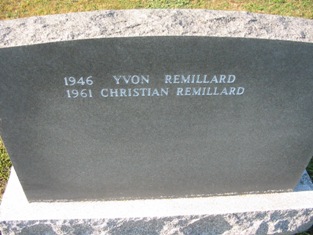 1946 YVON REMILLARD
1961 CHRISTIAN REMILLARD